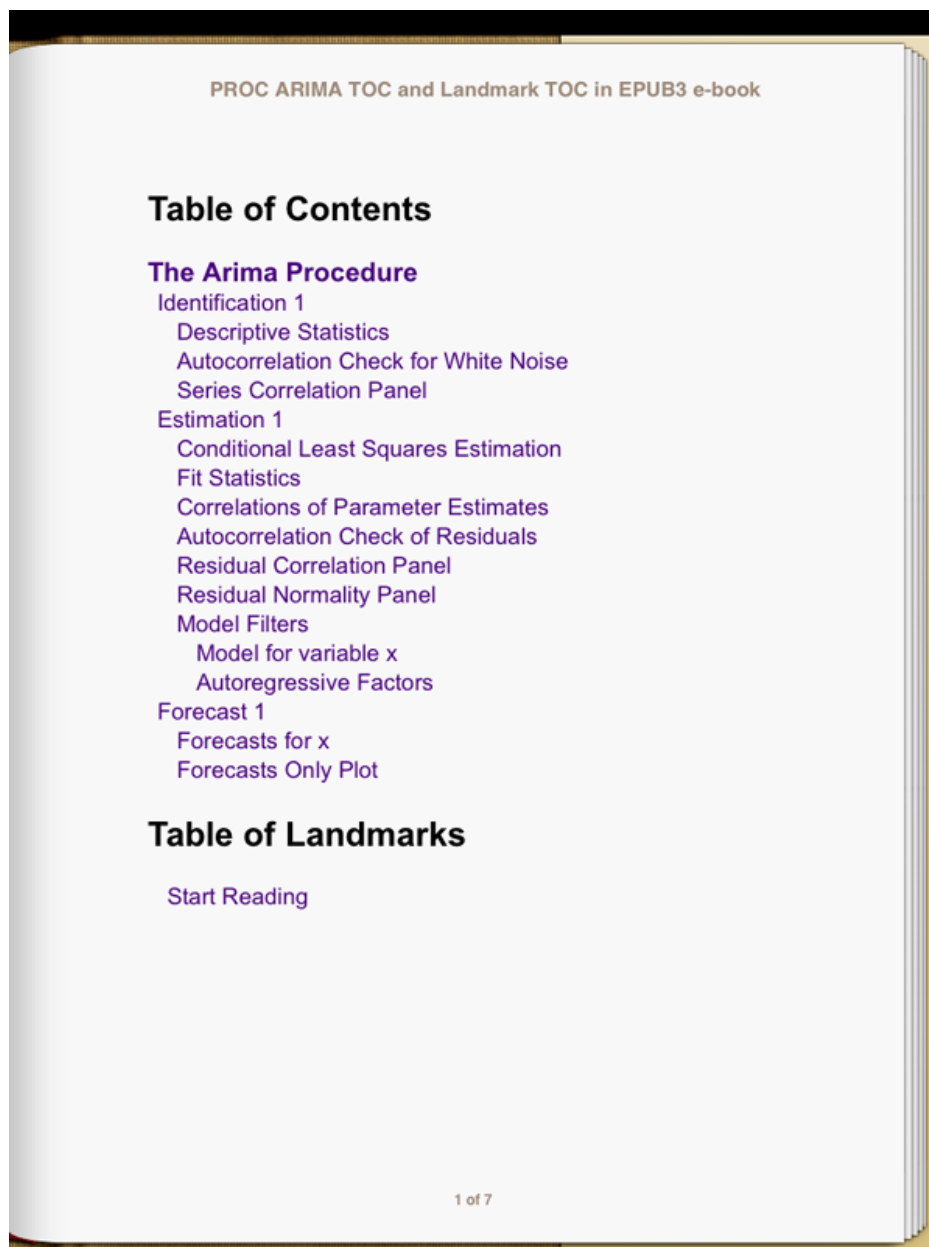 PROC ARIMA TOC and Landmark TOC in EPUB3 e-book
Table of Contents
The Arima Procedure
Identification 1
Descriptive Statistics
Autocorrelation Check for White Noise
Series Correlation Panel
Estimation 1
Conditional Least Squares Estimation
Fit Statistics
Correlations of Parameter Estimates
Autocorrelation Check of Residuals
Residual Correlation Panel
Residual Normality Panel
Model Filters
Model for variable x
Autoregressive Factors
Forecast 1
Forecasts for x
Forecasts Only Plot
Table of Landmarks
Start Reading
1 of 7